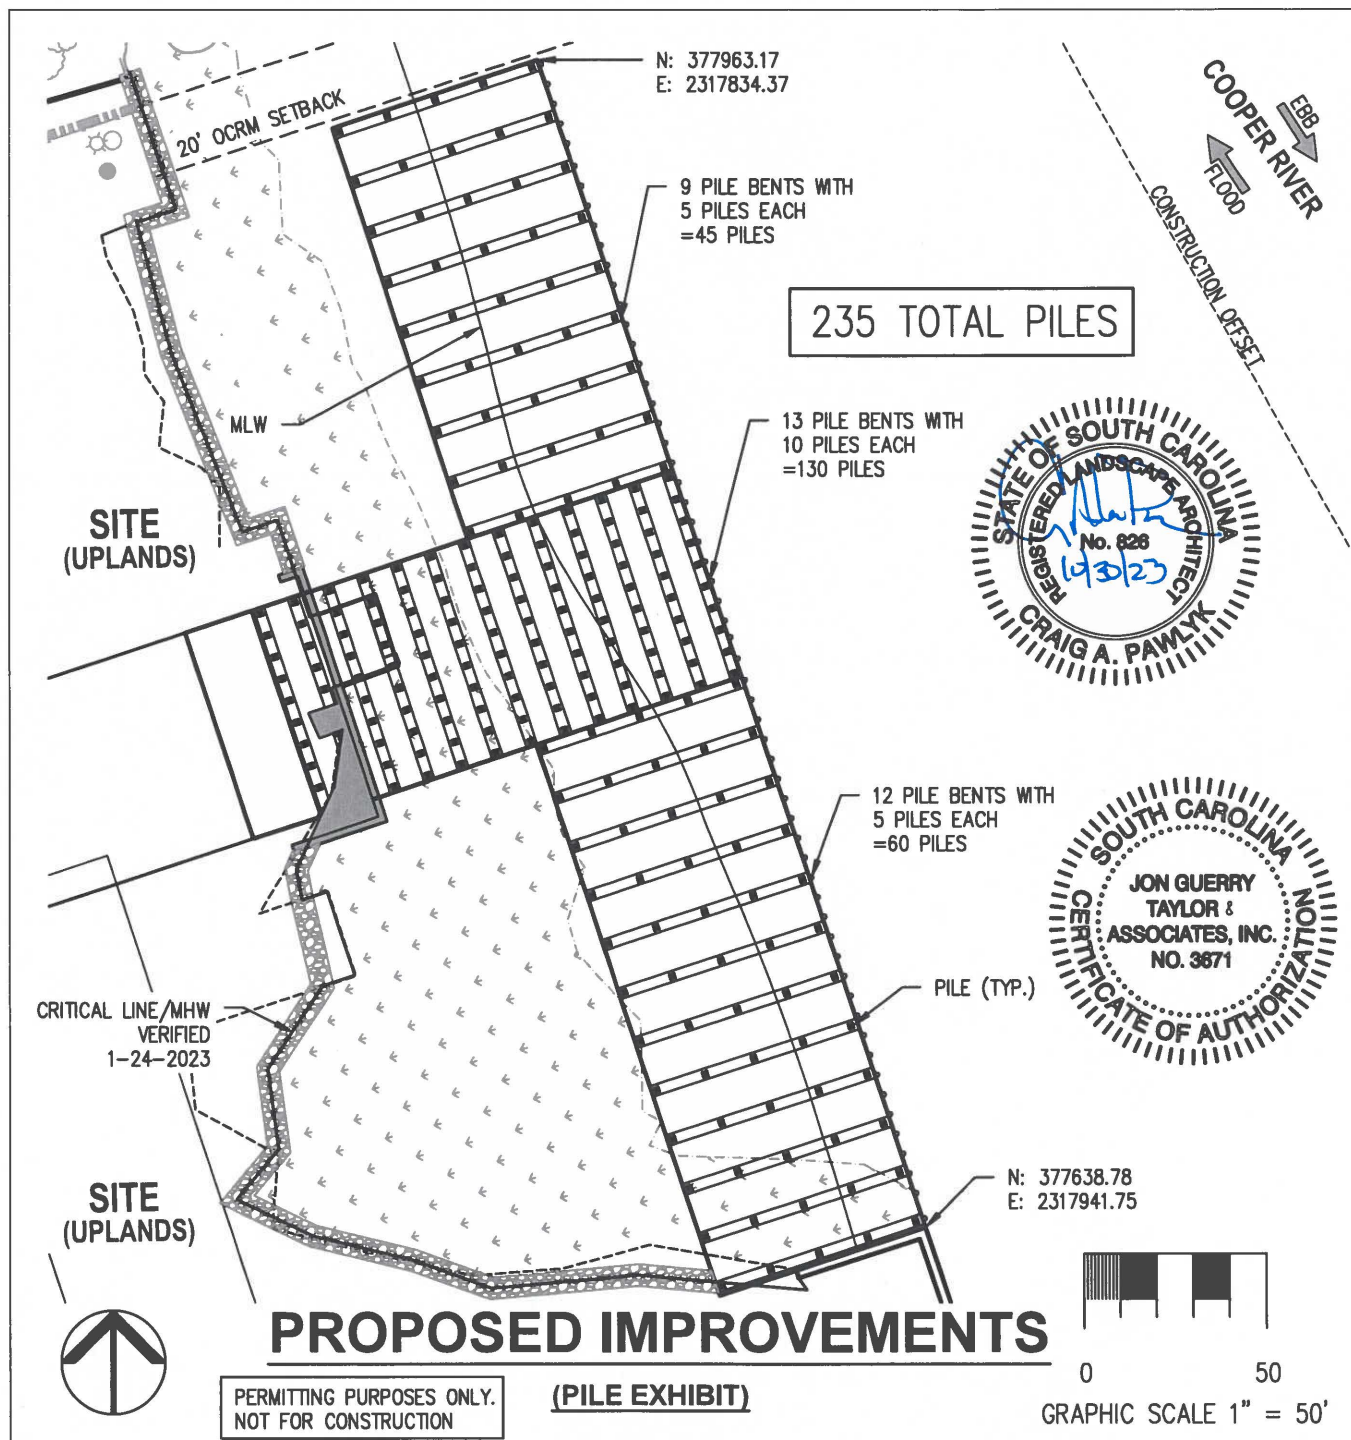 N: 377963.17
E: 2317834.37
20' OCRM SETBACK
COOPER RIVER
EBB
FLOOD
CONSTRUCTION OFFSET
9 PILE BENTS WITH
5 PILES EACH
=45 PILES
235 TOTAL PILES
MLW
13 PILE BENTS WITH
10 PILES EACH
=130 PILES
STATE OF SOUTH CAROLINA
REGISTERED LANDSCAPE ARCHITECT
No. 826
10/30/23
CRAIG A. PAWLYK
SITE
(UPLANDS)
12 PILE BENTS WITH
5 PILES EACH
=60 PILES
SOUTH CAROLINA
JON GUERRY
TAYLOR &
ASSOCIATES, INC.
NO. 3671
CERTIFICATE OF AUTHORIZATION
PILE (TYP.)
CRITICAL LINE/MHW
VERIFIED
1-24-2023
SITE
(UPLANDS)
N: 377638.78
E: 2317941.75
PROPOSED IMPROVEMENTS
(PILE EXHIBIT)
PERMITTING PURPOSES ONLY.
NOT FOR CONSTRUCTION
0 50
GRAPHIC SCALE 1" = 50'